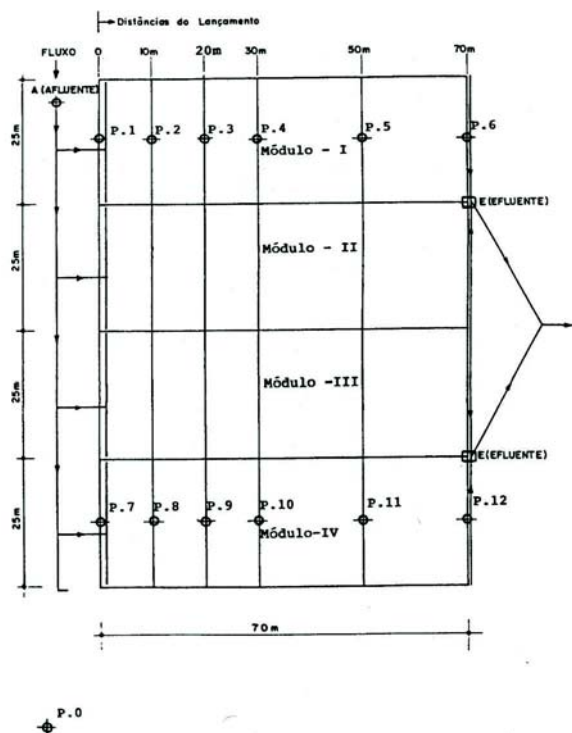 Distâncias do Lançamento
FLUXO
0 10m 20m 30m 50m 70m
A (AFLUENTE)
P.1 P.2 P.3 P.4 P.5 P.6
25m
Módulo - I
E (EFLUENTE)
25m
Módulo - II
25m
Módulo -III
E (EFLUENTE)
P.7 P.8 P.9 P.10 P.11 P.12
25m
Módulo-IV
70m
P.0